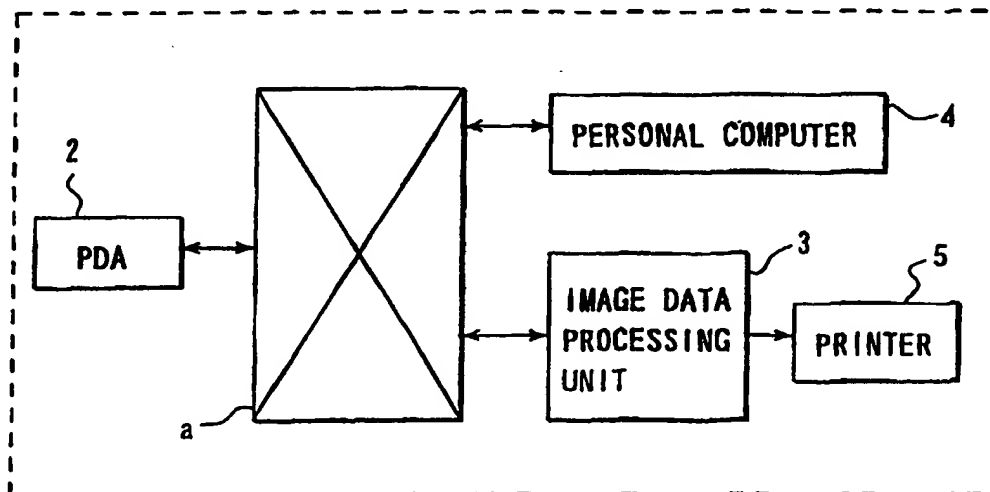 2
PDA
a
PERSONAL COMPUTER
4
IMAGE DATA
PROCESSING
UNIT
3
PRINTER
5